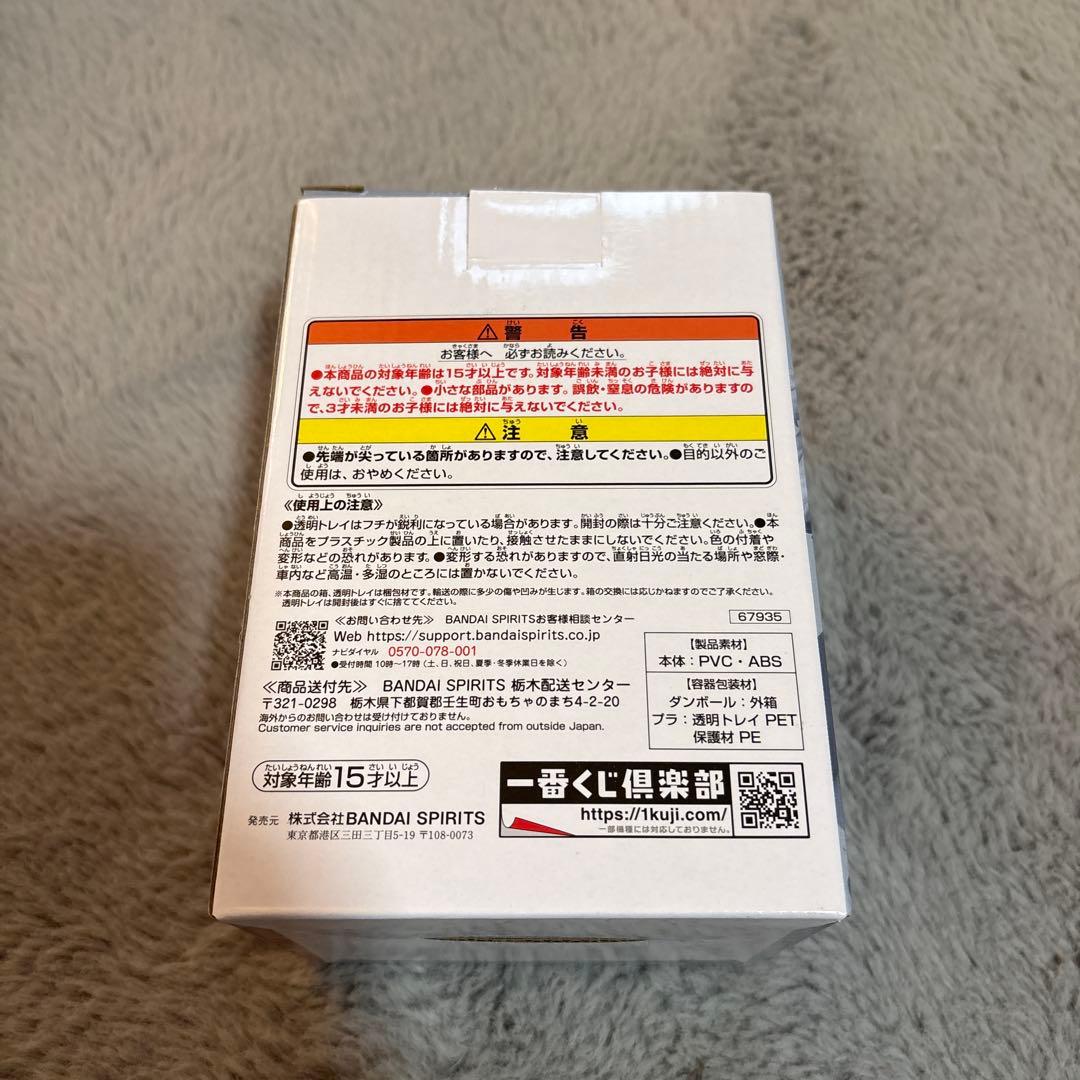 ⚠警告
お客様へ 必ずお読みください。
●本商品の対象年齢は15才以上です。対象年齢未満のお子様には絶対に与
えないでください。●小さな部品があります。誤飲・窒息の危険がありますの
で、3才未満のお子様には絶対に与えないでください。
⚠注意
●先端が尖っている箇所がありますので、注意してください。●目的以外のご
使用は、おやめください。
《使用上の注意》
●透明トレイはフチが鋭利になっている場合があります。開封の際は十分ご注意ください。●本
商品をプラスチック製品の上に置いたり、接触させたままにしないでください。色の付着や
変形などの恐れがあります。●変形する恐れがありますので、直射日光の当たる場所や窓際・
車内など高温・多湿のところには置かないでください。
※本商品の箱、透明トレイは梱包材です。輸送の際に多少の傷や凹みが生じます。箱の交換には応じかねますのでご了承ください。
透明トレイは開封後はすぐに捨ててください。
67935
≪お問い合わせ先≫ BANDAI SPIRITSお客様相談センター
Web https://support.bandaispirits.co.jp
ナビダイヤル 0570-078-001
●受付時間 10時〜17時(土、日、祝日、夏季・冬季休業日を除く)
≪商品送付先≫ BANDAI SPIRITS 栃木配送センター
〒321-0298 栃木県下都賀郡壬生町おもちゃのまち4-2-20
海外からのお問い合わせは受け付けておりません。
Customer service inquiries are not accepted from outside Japan.
【製品素材】
本体：PVC・ABS
【容器包装材】
ダンボール：外箱
プラ：透明トレイ PET
保護材 PE
対象年齢15才以上
発売元 株式会社BANDAI SPIRITS
東京都港区三田三丁目5-19 〒108-0073
一番くじ倶楽部
https://1kuji.com/
一部機種には対応しておりません。